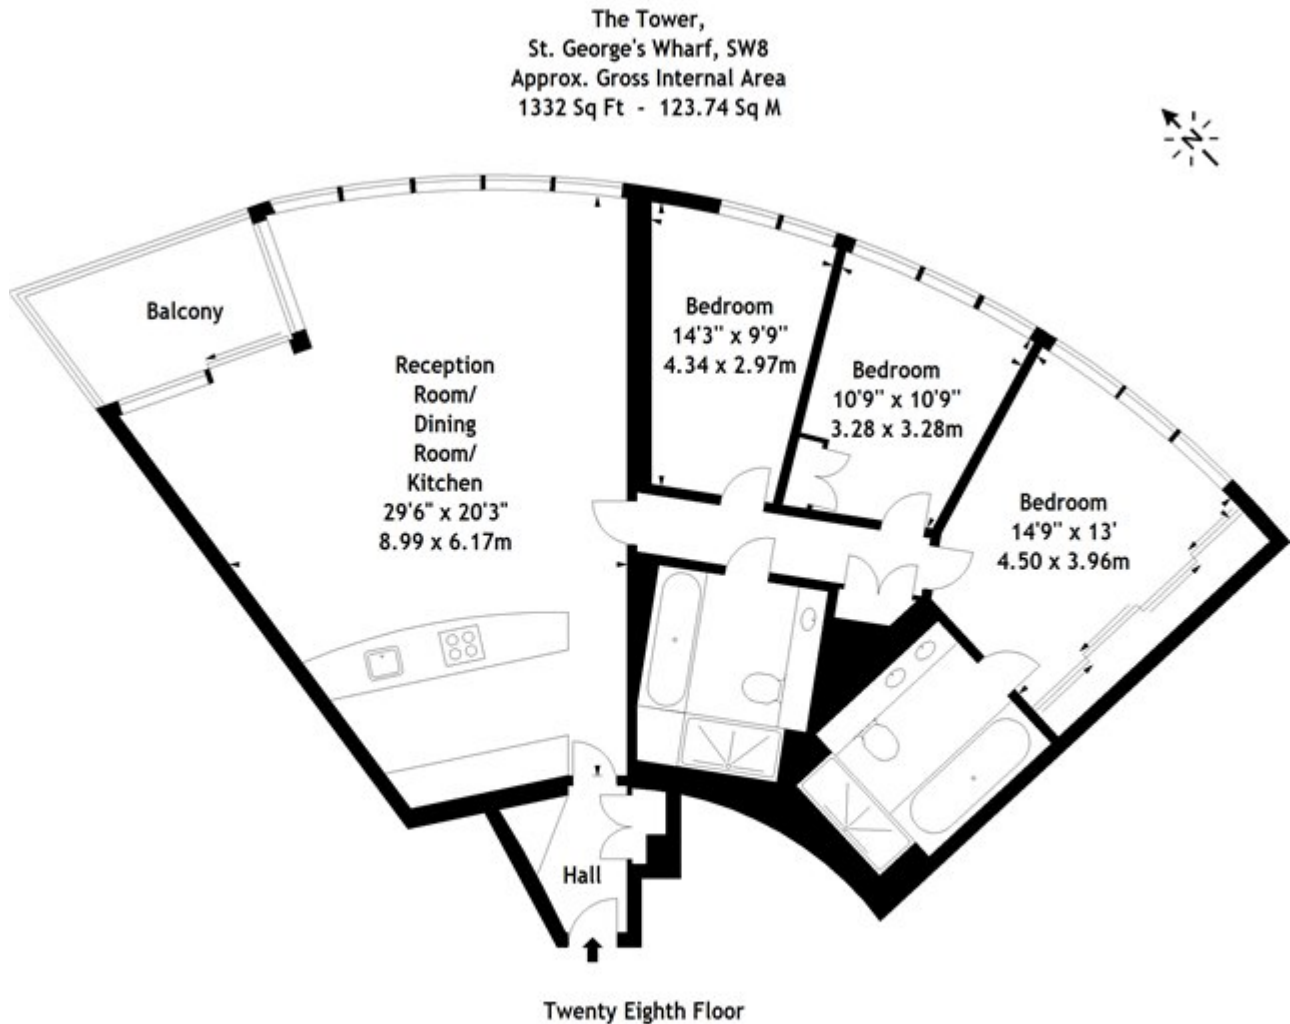 The Tower,
St. George's Wharf, SW8
Approx. Gross Internal Area
1332 Sq Ft - 123.74 Sq M
N
Balcony
Reception
Room/
Dining
Room/
Kitchen
29'6" x 20'3"
8.99 x 6.17m
Bedroom
14'3" x 9'9"
4.34 x 2.97m
Bedroom
10'9" x 10'9"
3.28 x 3.28m
Bedroom
14'9" x 13'
4.50 x 3.96m
Hall
Twenty Eighth Floor